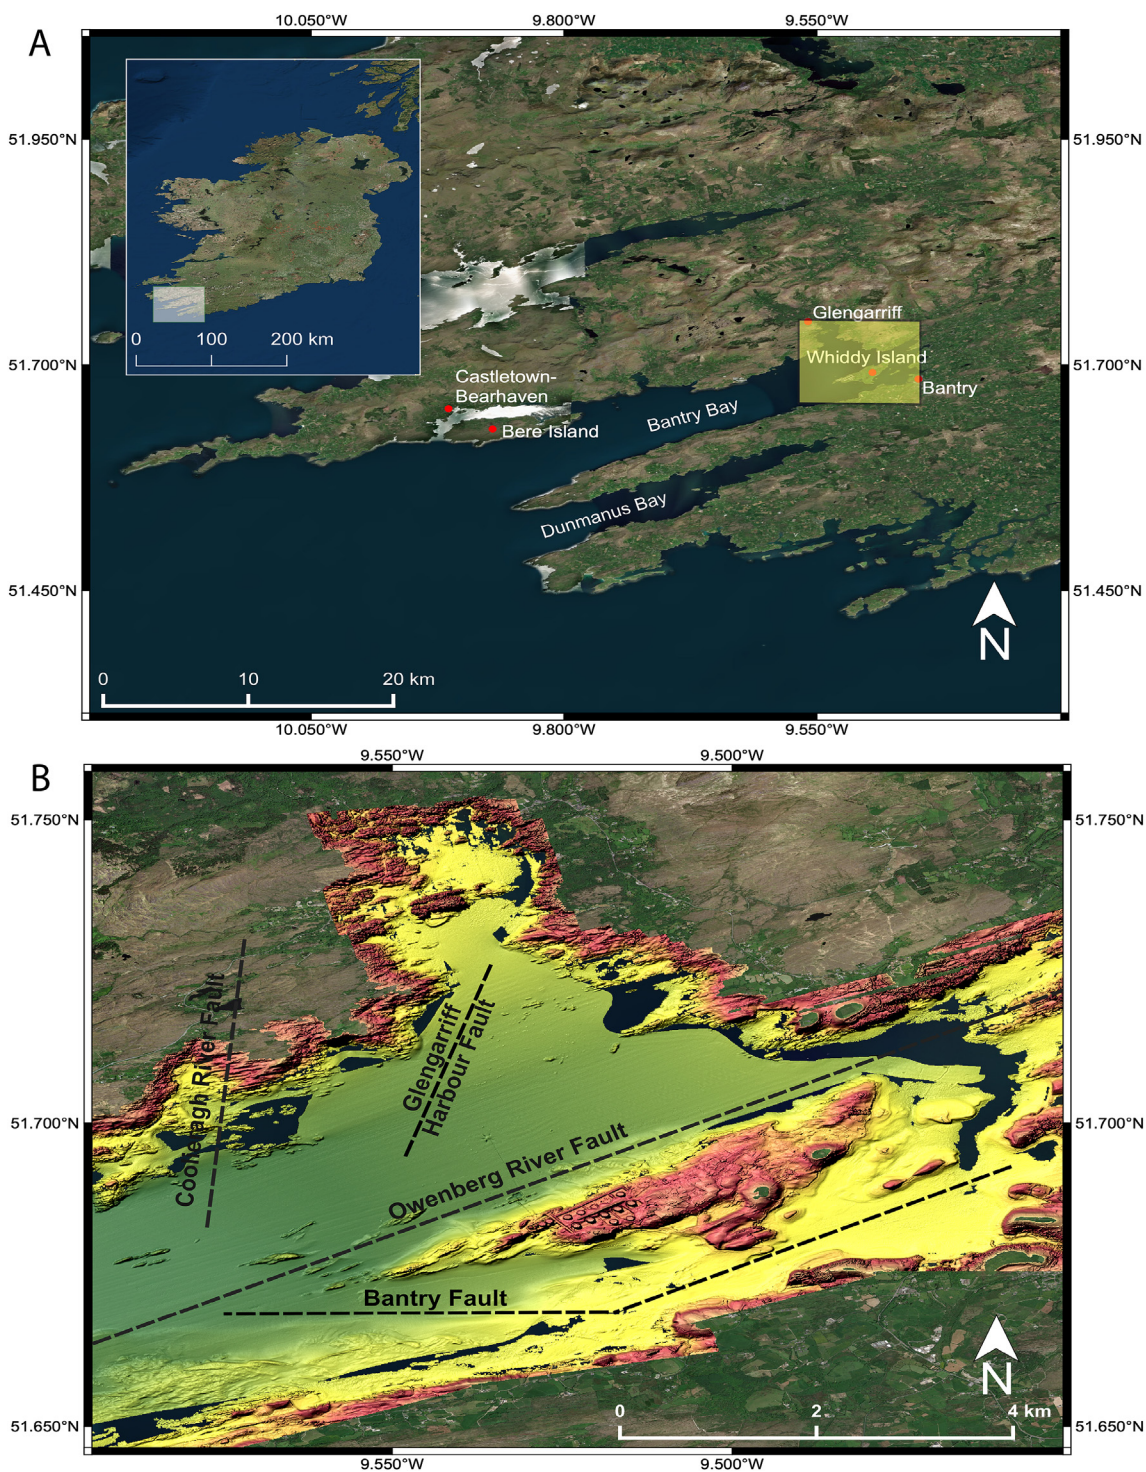 A
10.050°W
9.800°W
9.550°W
51.950°N
51.950°N
0
100
200 km
51.700°N
51.700°N
Glengarriff
Whiddy Island
Bantry
Castletown-
Bearhaven
Bere Island
Bantry Bay
Dunmanus Bay
51.450°N
51.450°N
N
0
10
20 km
10.050°W
9.800°W
9.550°W
B
9.550°W
9.500°W
51.750°N
51.750°N
Cooneragh River Fault
Glengarriff
Harbour Fault
51.700°N
51.700°N
Owenberg River Fault
Bantry Fault
N
0
2
4 km
51.650°N
51.650°N
9.550°W
9.500°W